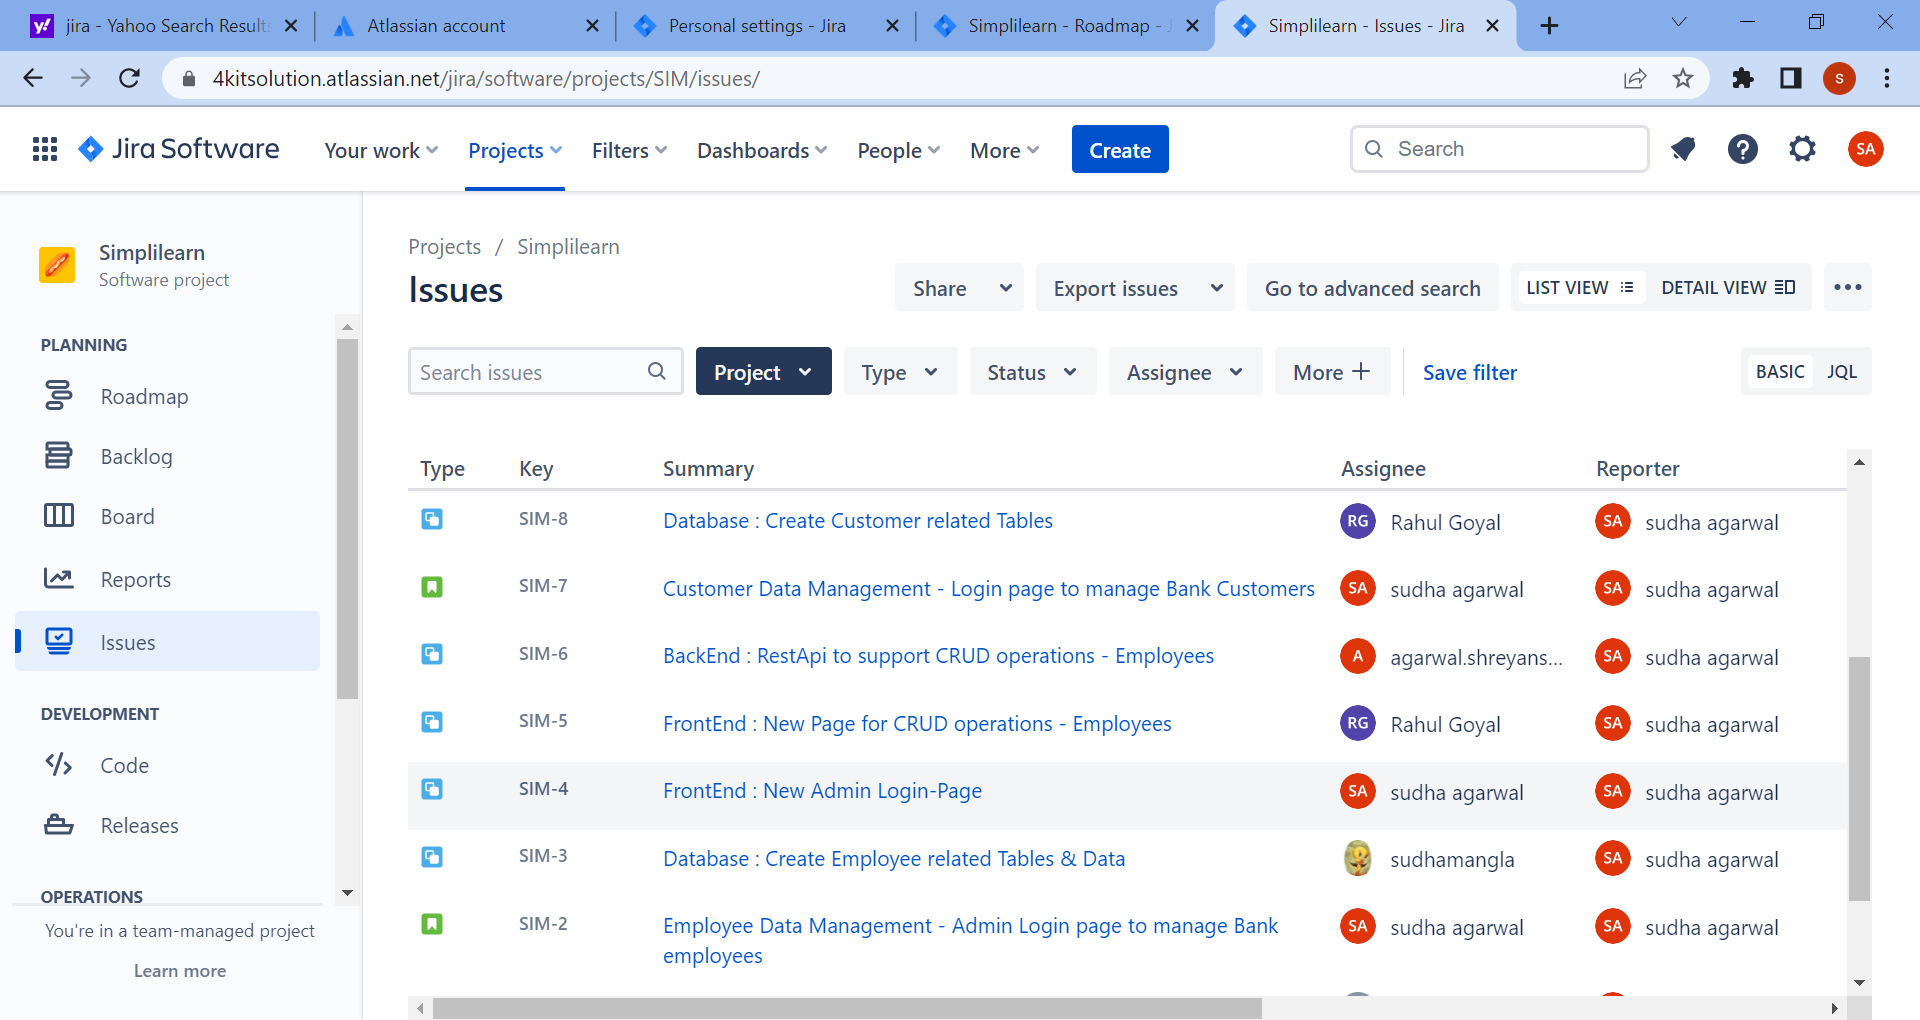 jira - Yahoo Search Results
Atlassian account
Personal settings - Jira
Simplilearn - Roadmap - J
Simplilearn - Issues - Jira
4kitsolution.atlassian.net/jira/software/projects/SIM/issues/
S
Jira Software
Your work
Projects
Filters
Dashboards
People
More
Create
Search
SA
Simplilearn
Software project
PLANNING
Roadmap
Backlog
Board
Reports
Issues
DEVELOPMENT
Code
Releases
OPERATIONS
You're in a team-managed project
Learn more
Projects / Simplilearn
Issues
Share
Export issues
Go to advanced search
LIST VIEW
DETAIL VIEW
Search issues
Project
Type
Status
Assignee
More
Save filter
BASIC
JQL
Type Key Summary Assignee Reporter
SIM-8 Database : Create Customer related Tables RG Rahul Goyal SA sudha agarwal
SIM-7 Customer Data Management - Login page to manage Bank Customers SA sudha agarwal SA sudha agarwal
SIM-6 BackEnd : RestApi to support CRUD operations - Employees A agarwal.shreyans... SA sudha agarwal
SIM-5 FrontEnd : New Page for CRUD operations - Employees RG Rahul Goyal SA sudha agarwal
SIM-4 FrontEnd : New Admin Login-Page SA sudha agarwal SA sudha agarwal
SIM-3 Database : Create Employee related Tables & Data sudhamangla SA sudha agarwal
SIM-2 Employee Data Management - Admin Login page to manage Bank SA sudha agarwal SA sudha agarwal
employees